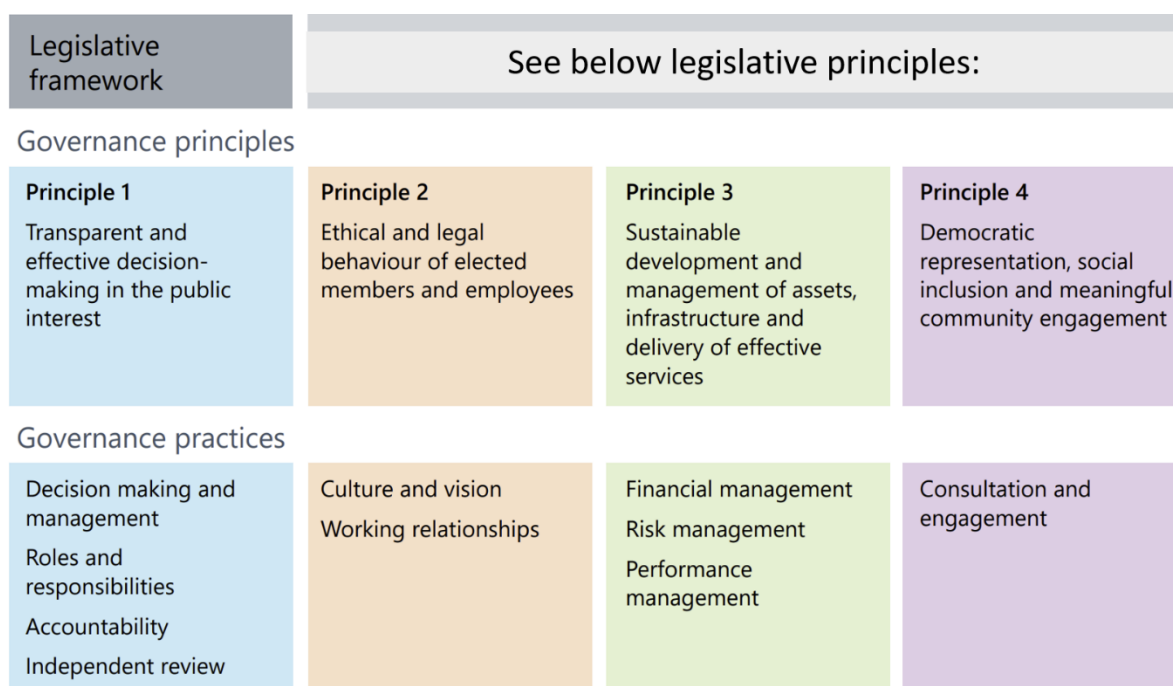 Legislative
framework
See below legislative principles:
Governance principles
Principle 1
Transparent and
effective decision-
making in the public
interest
Principle 2
Ethical and legal
behaviour of elected
members and employees
Principle 3
Sustainable
development and
management of assets,
infrastructure and
delivery of effective
services
Principle 4
Democratic
representation, social
inclusion and meaningful
community engagement
Governance practices
Decision making and
management
Roles and
responsibilities
Accountability
Independent review
Culture and vision
Working relationships
Financial management
Risk management
Performance
management
Consultation and
engagement